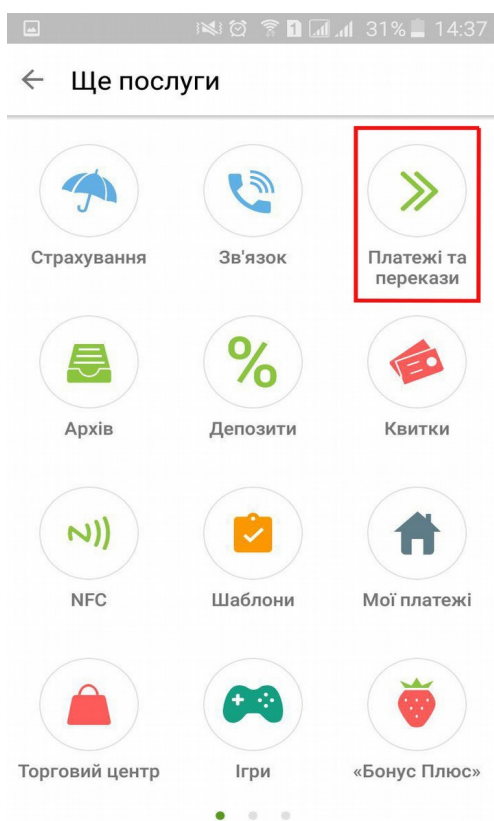 1 31% 14:37
Ще послуги
Страхування Зв'язок Платежі та
перекази
Архів Депозити Квитки
NFC Шаблони Мої платежі
Торговий центр Ігри «Бонус Плюс»